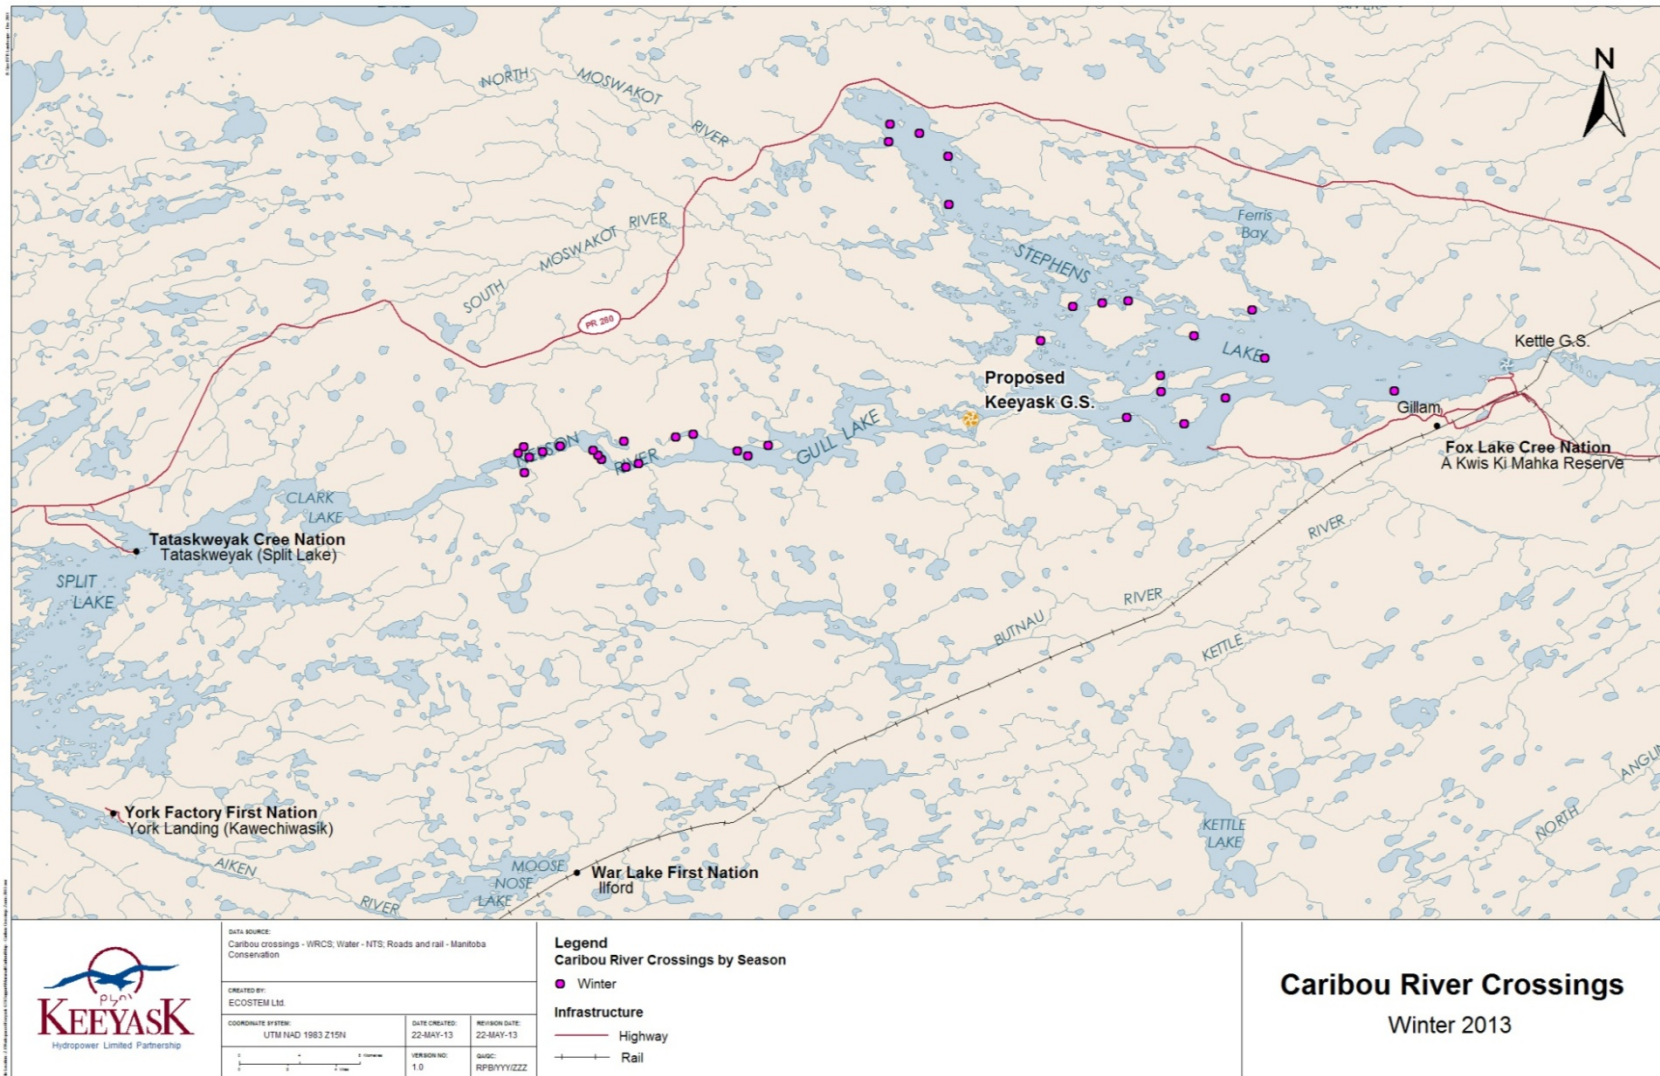 NORTH
MOSWAKOT
RIVER
N
SOUTH
MOSWAKOT
RIVER
Ferris
Bay
STEPHENS
LAKE
PR 280
Kettle G.S.
Proposed
Keeyask G.S.
Gillam
Fox Lake Cree Nation
A Kwis Ki Mahka Reserve
NELSON
RIVER
GULL LAKE
CLARK
LAKE
Tataskweyak Cree Nation
Tataskweyak (Split Lake)
SPLIT
LAKE
RIVER
BUTNAU
RIVER
KETTLE
York Factory First Nation
York Landing (Kawechiwasik)
AIKEN
RIVER
MOOSE
NOSE
LAKE
War Lake First Nation
Ilford
KETTLE
LAKE
NORTH
ANGLIN
KEEYASK
Hydropower Limited Partnership
DATA SOURCE:
Caribou crossings - WRCS; Water - NTS; Roads and rail - Manitoba
Conservation
CREATED BY:
ECOSTEM Ltd.
COORDINATE SYSTEM:
UTM NAD 1983 Z15N
DATE CREATED:
22-MAY-13
REVISION DATE:
22-MAY-13
VERSION NO:
1.0
QA/QC:
RPB/YYY/ZZZ
Legend
Caribou River Crossings by Season
Winter
Infrastructure
Highway
Rail
Caribou River Crossings
Winter 2013